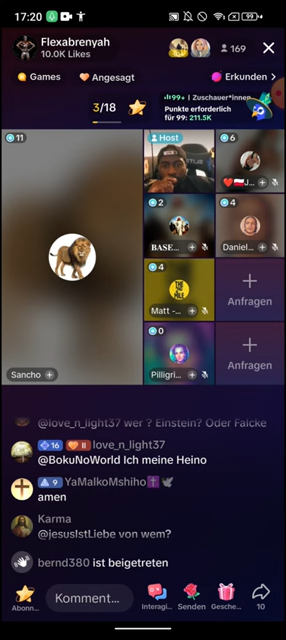 17:20
99
Flexabrenyah
10.0K Likes
169
Games
Angesagt
Erkunden >
3/18
99+ | Zuschauer*innen
Punkte erforderlich
für 99: 211.5K
11
Host
6
J...
2
4
BASE...
Daniel...
4
Matt -...
Anfragen
0
Sancho
Pilligri...
Anfragen
@love_n_light37 wer ? Einstein? Oder Falcke
16 II love_n_light37
@BokuNoWorld Ich meine Heino
9 YaMalkoMshiho
amen
Karma
@jesusIstLiebe von wem?
bernd380 ist beigetreten
Kommentar...
Abonn...
Interagi...
Senden
Gesche...
10